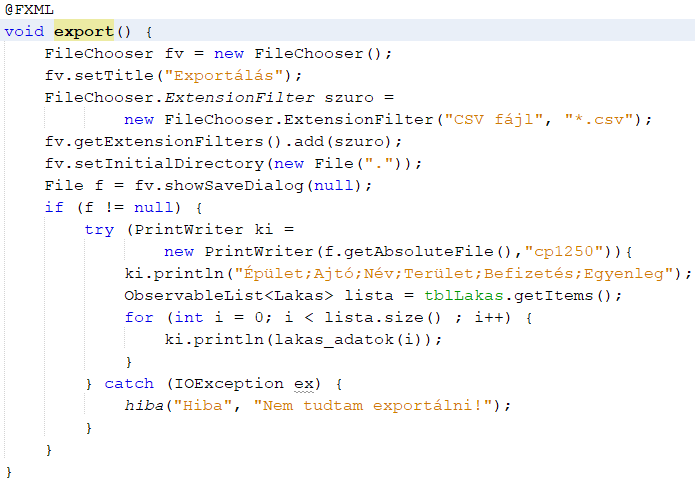 @FXML
void export() {
    FileChooser fv = new FileChooser();
    fv.setTitle("Exportálás");
    FileChooser.ExtensionFilter szuro =
            new FileChooser.ExtensionFilter("CSV fájl", "*.csv");
    fv.getExtensionFilters().add(szuro);
    fv.setInitialDirectory(new File("."));
    File f = fv.showSaveDialog(null);
    if (f != null) {
        try (PrintWriter ki =
                new PrintWriter(f.getAbsoluteFile(),"cp1250")){
            ki.println("Épület;Ajtó;Név;Terület;Befizetés;Egyenleg");
            ObservableList<Lakas> lista = tblLakas.getItems();
            for (int i = 0; i < lista.size() ; i++) {
                ki.println(lakas_adatok(i));
            }
        } catch (IOException ex) {
            hiba("Hiba", "Nem tudtam exportálni!");
        }
    }
}